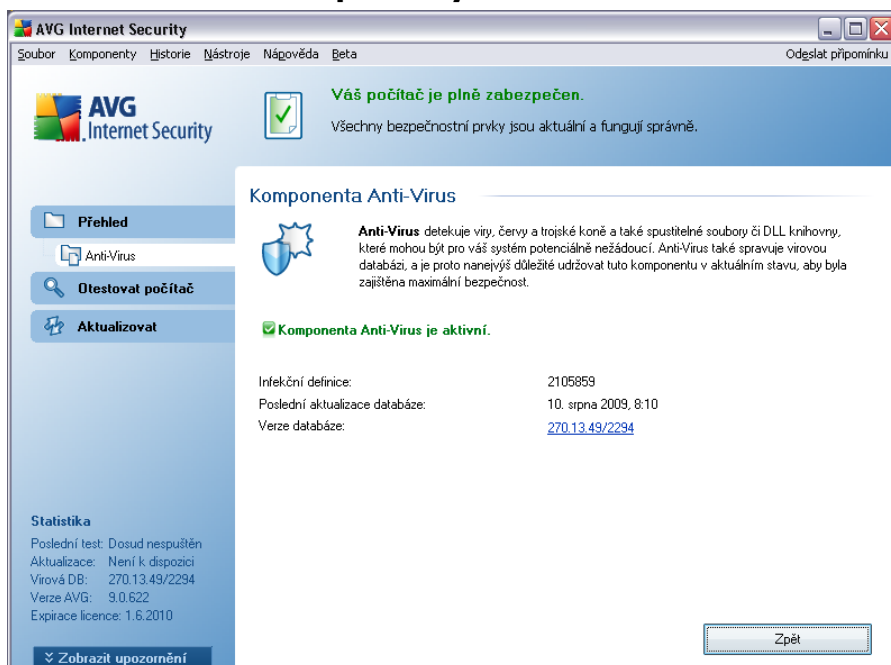 AVG Internet Security
Soubor Komponenty Historie Nástroje Nápověda Beta Odeslat připomínku
AVG
Internet Security
Váš počítač je plně zabezpečen.
Všechny bezpečnostní prvky jsou aktuální a fungují správně.
Přehled
Anti-Virus
Otestovat počítač
Aktualizovat
Komponenta Anti-Virus
Anti-Virus detekuje viry, červy a trojské koně a také spustitelné soubory či DLL knihovny,
které mohou být pro váš systém potenciálně nežádoucí. Anti-Virus také spravuje virovou
databázi, a je proto nanejvýš důležité udržovat tuto komponentu v aktuálním stavu, aby byla
zajištěna maximální bezpečnost.
Komponenta Anti-Virus je aktivní.
Infekční definice: 2105859
Poslední aktualizace databáze: 10. srpna 2009, 8:10
Verze databáze: 270.13.49/2294
Statistika
Poslední test: Dosud nespuštěn
Aktualizace: Není k dispozici
Virová DB: 270.13.49/2294
Verze AVG: 9.0.622
Expirace licence: 1.6.2010
Zobrazit upozornění
Zpět